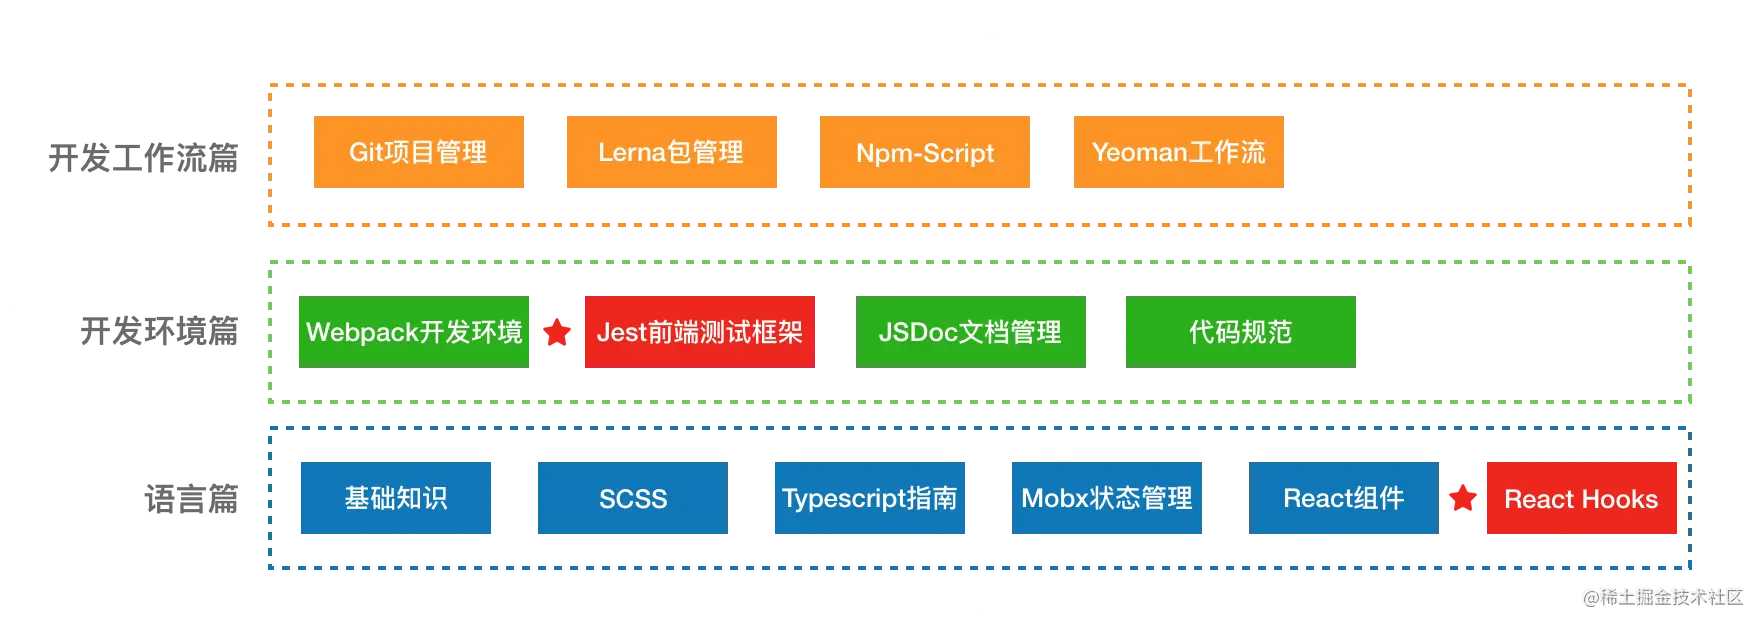 开发工作流篇
Git项目管理
Lerna包管理
Npm-Script
Yeoman工作流
开发环境篇
Webpack开发环境
Jest前端测试框架
JSDoc文档管理
代码规范
语言篇
基础知识
SCSS
Typescript指南
Mobx状态管理
React组件
React Hooks
@稀土掘金技术社区